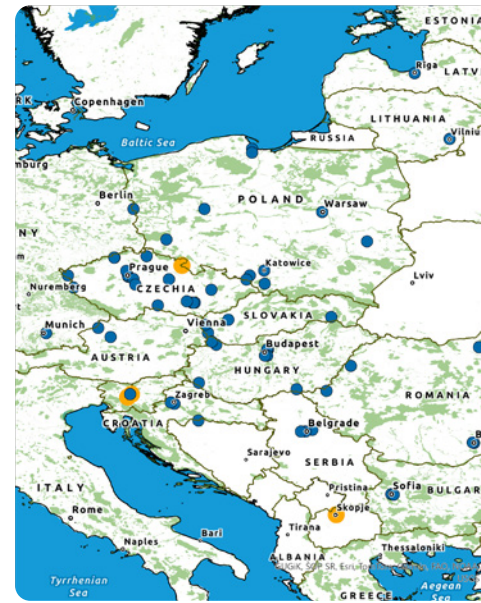 ESTONIA
Riga
LATV
RK
Copenhagen
LITHUANIA
Baltic Sea
RUSSIA
Vilniu
mburg
Berlin
POLAND
Warsaw
NY
m
Prague
Katowice
Nuremberg
CZECHIA
Lviv
t
Munich
Vienna
SLOVAKIA
AUSTRIA
Budapest
HUNGARY
Zagreb
ROMANIA
CROATIA
Belgrade
B
Sarajevo
SERBIA
ITALY
Pristina
Sofia
BULGAR
Rome
Skopje
Bari
Tirana
Naples
ALBANIA
Thessaloniki
Tyrrhenian
Sea
GREECE
Aegean
Sea